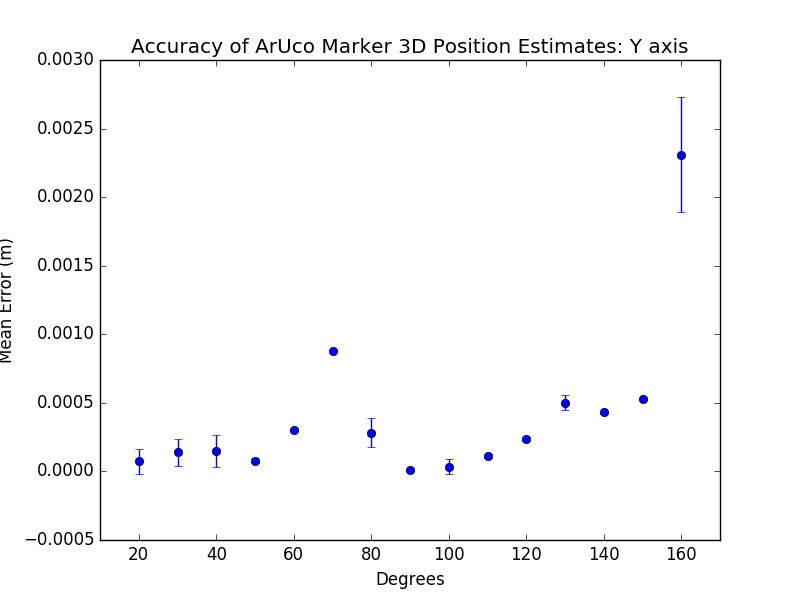 Accuracy of ArUco Marker 3D Position Estimates: Y axis
0.0030
0.0025
0.0020
0.0015
0.0010
0.0005
0.0000
−0.0005
Mean Error (m)
20 40 60 80 100 120 140 160
Degrees